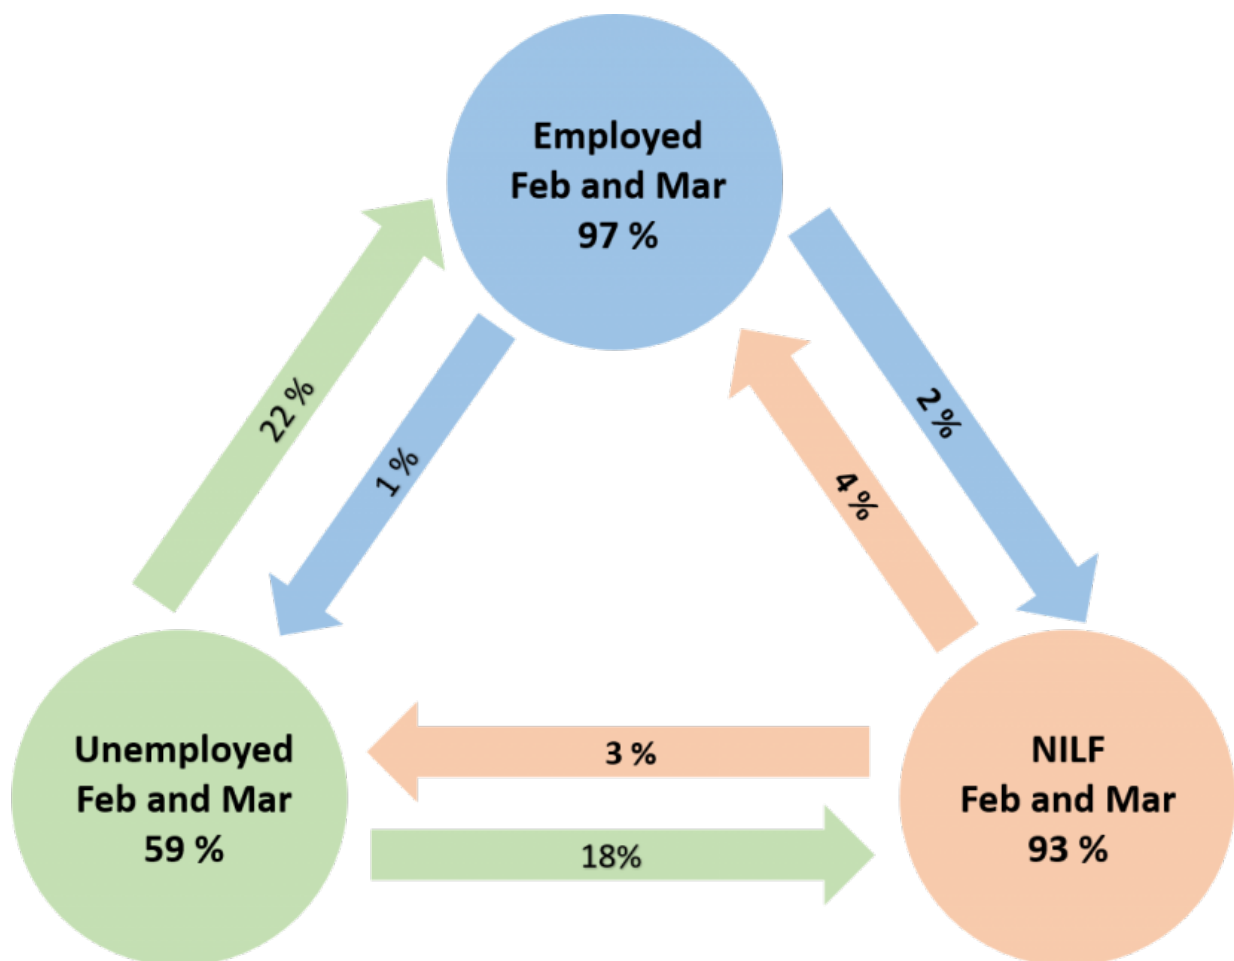 Employed
Feb and Mar
97 %
22 %
1 %
2 %
4 %
Unemployed
Feb and Mar
59 %
3 %
18%
NILF
Feb and Mar
93 %